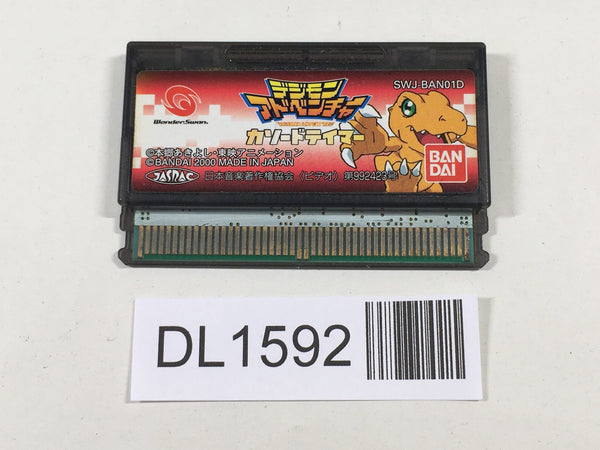 SWJ-BAN01D
デジモン
アドベンチャー
カソードテイマー
WonderSwan
©本郷あきよし・東映アニメーション
©BANDAI 2000 MADE IN JAPAN
JASRAC 日本音楽著作権協会(ビデオ)第992423号
BAN
DAI
DL1592